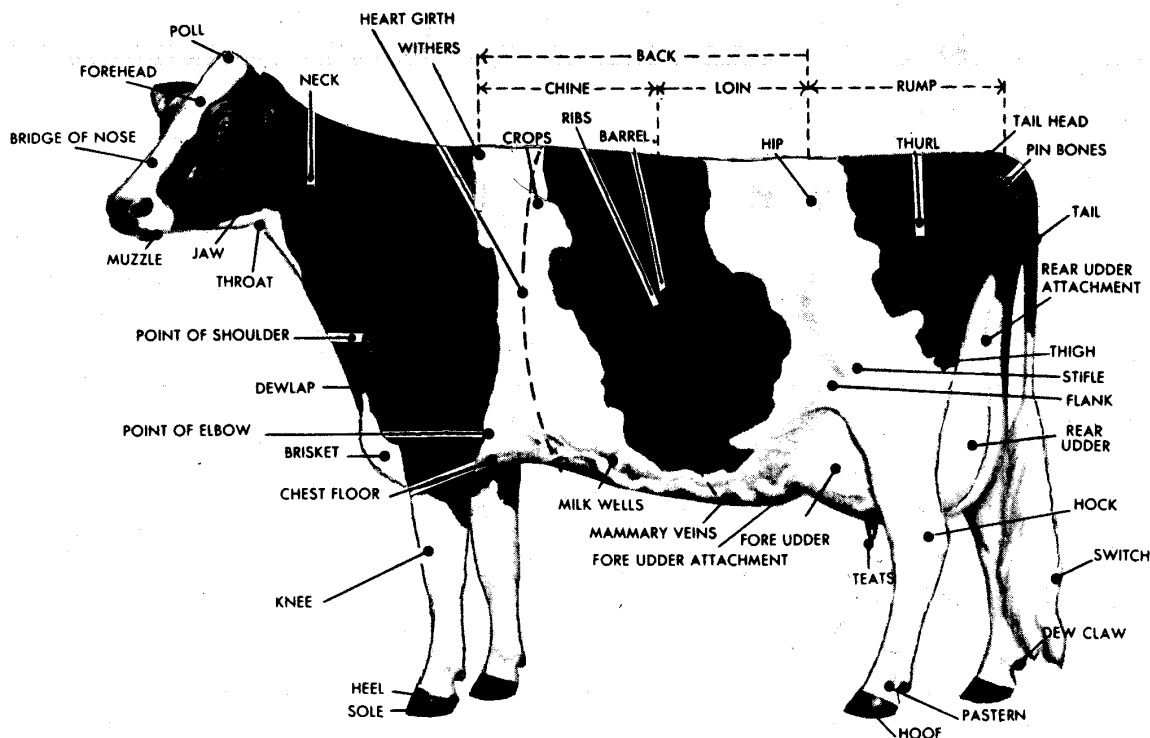 HEART GIRTH
POLL
WITHERS
BACK
FOREHEAD
NECK
CHINE
LOIN
RUMP
RIBS
BRIDGE OF NOSE
CROPS
BARREL
HIP
THURL
TAIL HEAD
PIN BONES
TAIL
MUZZLE
JAW
THROAT
REAR UDDER
ATTACHMENT
POINT OF SHOULDER
THIGH
STIFLE
DEWLAP
FLANK
POINT OF ELBOW
REAR
UDDER
BRISKET
CHEST FLOOR
MILK WELLS
HOCK
MAMMARY VEINS
FORE UDDER
FORE UDDER ATTACHMENT
SWITCH
TEATS
KNEE
DEW CLAW
HEEL
SOLE
PASTERN
HOOF